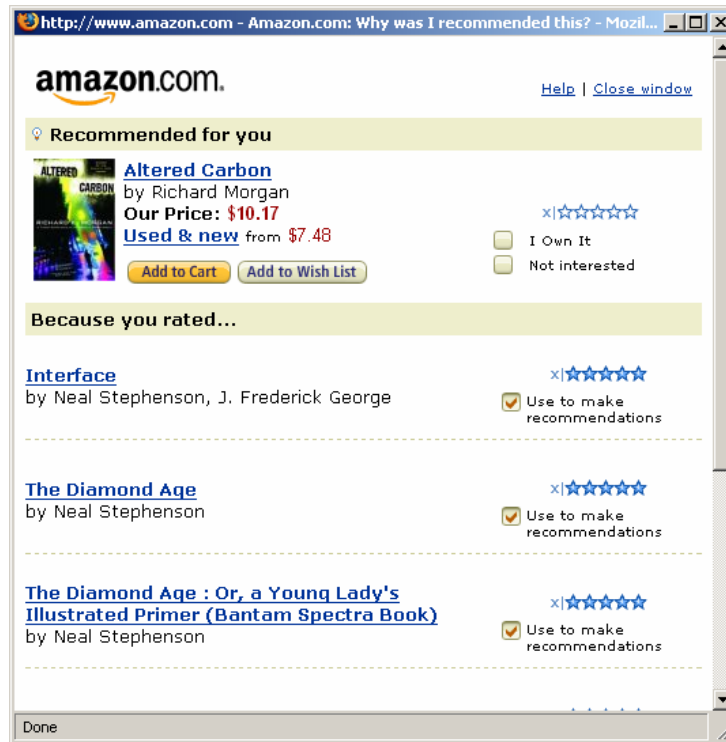 http://www.amazon.com - Amazon.com: Why was I recommended this? - Mozil...
amazon.com.
Help | Close window
Recommended for you
ALTERED
CARBON
Altered Carbon
by Richard Morgan
Our Price: $10.17
Used & new from $7.48
x|
I Own It
Not interested
Add to Cart
Add to Wish List
Because you rated...
Interface
by Neal Stephenson, J. Frederick George
x|
Use to make
recommendations
The Diamond Age
by Neal Stephenson
x|
Use to make
recommendations
The Diamond Age : Or, a Young Lady's
Illustrated Primer (Bantam Spectra Book)
by Neal Stephenson
x|
Use to make
recommendations
Done